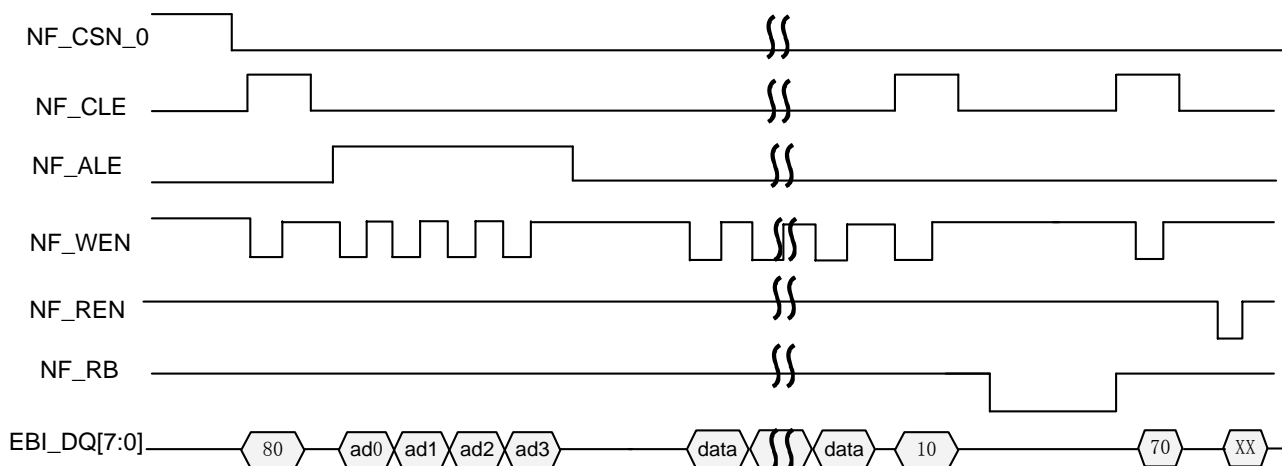 NF_CSN_0
NF_CLE
NF_ALE
NF_WEN
NF_REN
NF_RB
EBI_DQ[7:0] 80 ad0 ad1 ad2 ad3 data data 10 70 XX